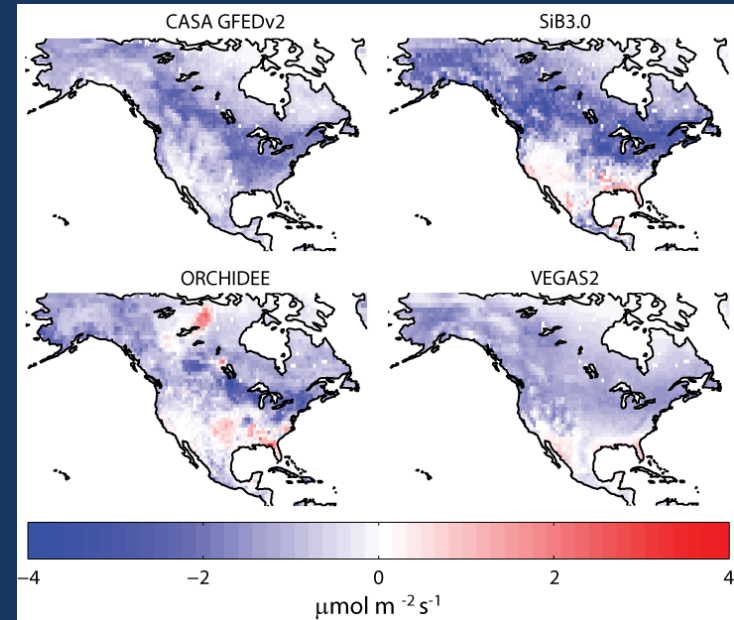 CASA GFEDv2
SiB3.0
ORCHIDEE
VEGAS2
−4
−2
0
2
4
μmol m ⁻² s⁻¹